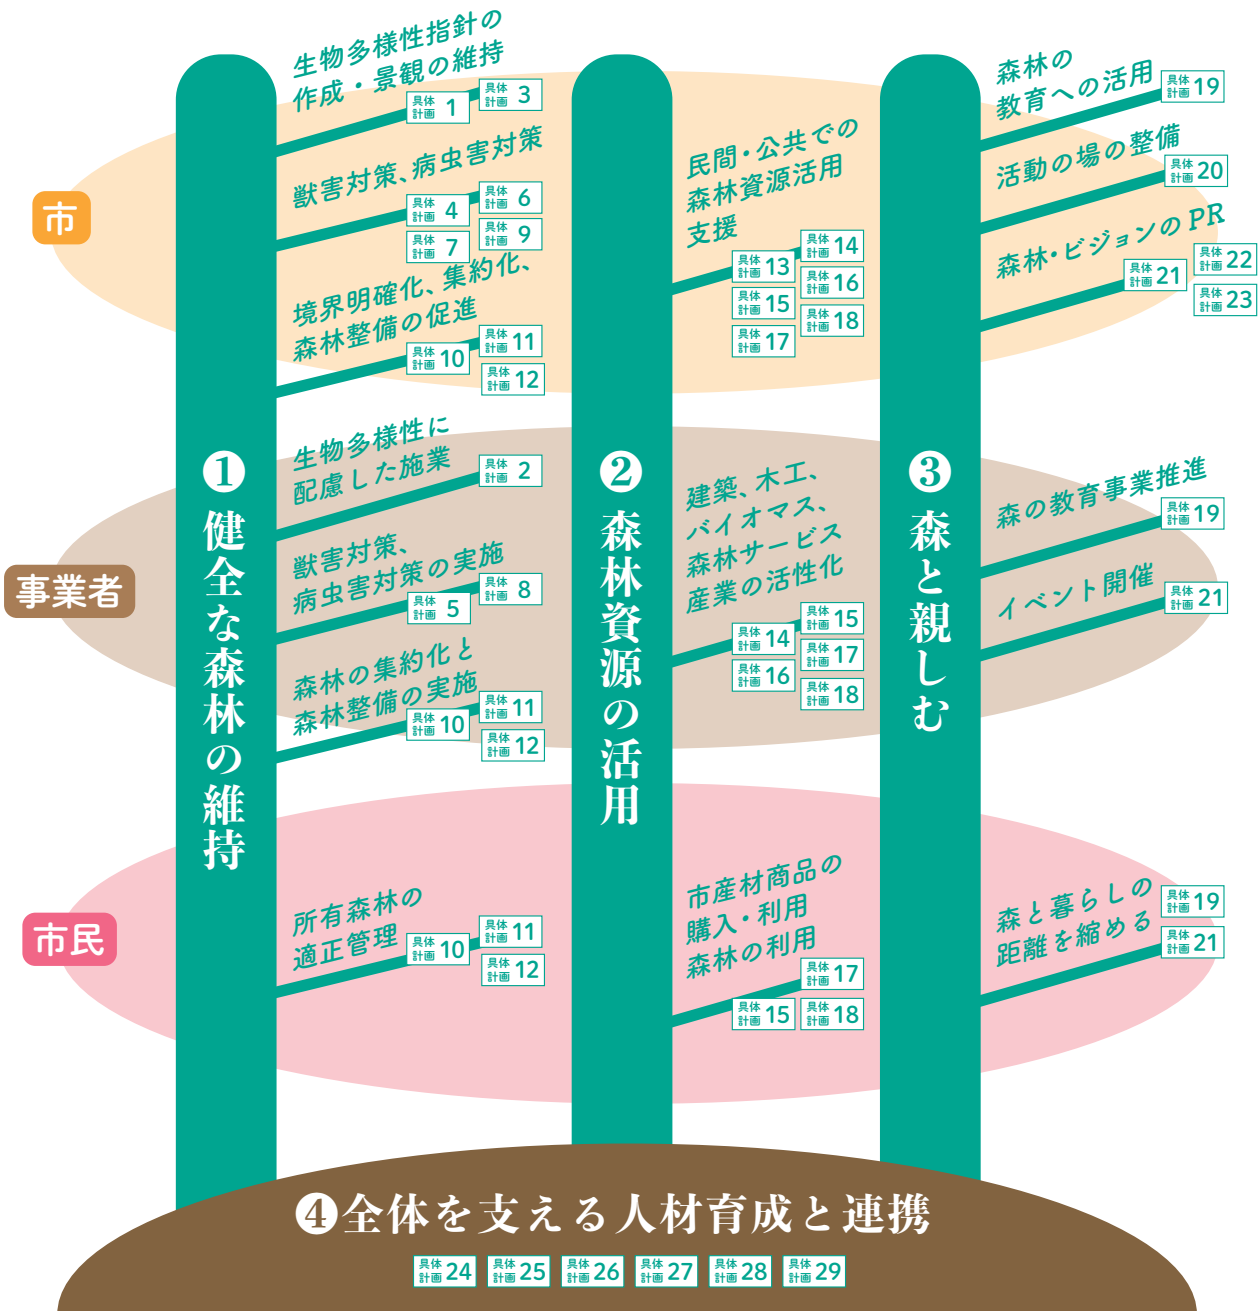 市
生物多様性指針の
作成・景観の維持
具体計画 1
具体計画 3
獣害対策、病虫害対策
具体計画 4
具体計画 6
具体計画 7
具体計画 9
境界明確化、集約化、
森林整備の促進
具体計画 10
具体計画 11
具体計画 12
民間・公共での
森林資源活用
支援
具体計画 13
具体計画 14
具体計画 15
具体計画 16
具体計画 17
具体計画 18
森林の
教育への活用
具体計画 19
活動の場の整備
具体計画 20
森林・ビジョンの PR
具体計画 21
具体計画 22
具体計画 23
❶健全な森林の維持
❷森林資源の活用
❸森と親しむ
事業者
生物多様性に
配慮した施業
具体計画 2
獣害対策、
病虫害対策の実施
具体計画 5
具体計画 8
森林の集約化と
森林整備の実施
具体計画 10
具体計画 11
具体計画 12
建築、木工、
バイオマス、
森林サービス
産業の活性化
具体計画 14
具体計画 15
具体計画 16
具体計画 17
具体計画 18
森の教育事業推進
具体計画 19
イベント開催
具体計画 21
市民
所有森林の
適正管理
具体計画 10
具体計画 11
具体計画 12
市産材商品の
購入・利用
森林の利用
具体計画 17
具体計画 15
具体計画 18
森と暮らしの
距離を縮める
具体計画 19
具体計画 21
❹全体を支える人材育成と連携
具体計画 24
具体計画 25
具体計画 26
具体計画 27
具体計画 28
具体計画 29